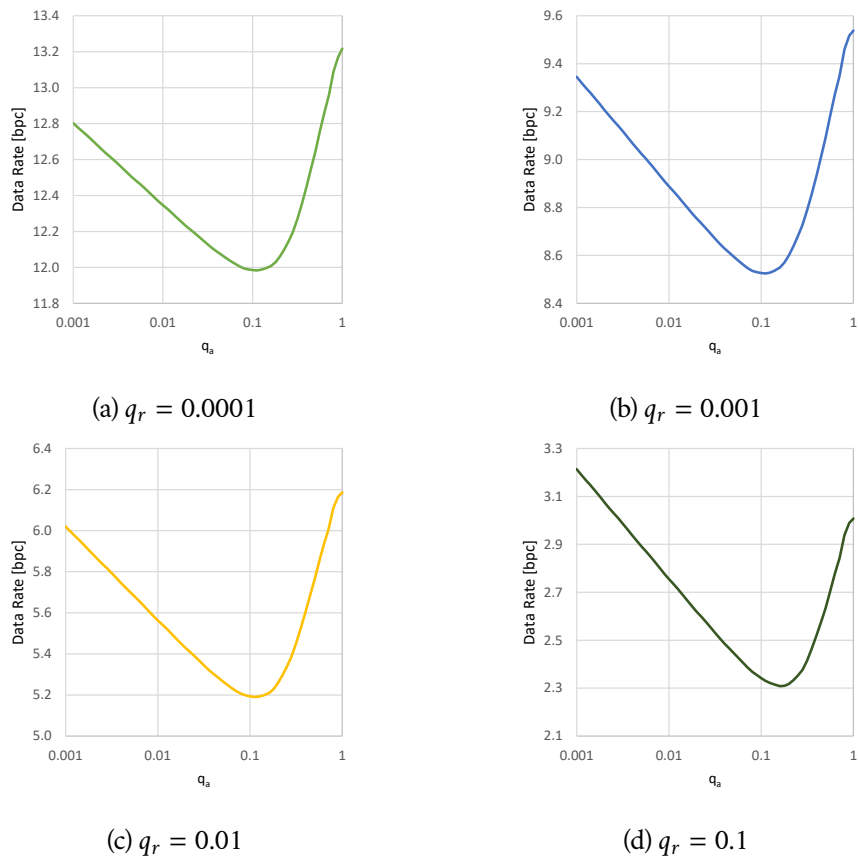 13.4
13.2
13.0
12.8
12.6
12.4
12.2
12.0
11.8
Data Rate [bpc]
0.001 0.01 0.1 1
qₐ
(a) qᵣ = 0.0001
9.6
9.4
9.2
9.0
8.8
8.6
8.4
Data Rate [bpc]
0.001 0.01 0.1 1
qₐ
(b) qᵣ = 0.001
6.4
6.2
6.0
5.8
5.6
5.4
5.2
5.0
Data Rate [bpc]
0.001 0.01 0.1 1
qₐ
(c) qᵣ = 0.01
3.3
3.1
2.9
2.7
2.5
2.3
2.1
Data Rate [bpc]
0.001 0.01 0.1 1
qₐ
(d) qᵣ = 0.1